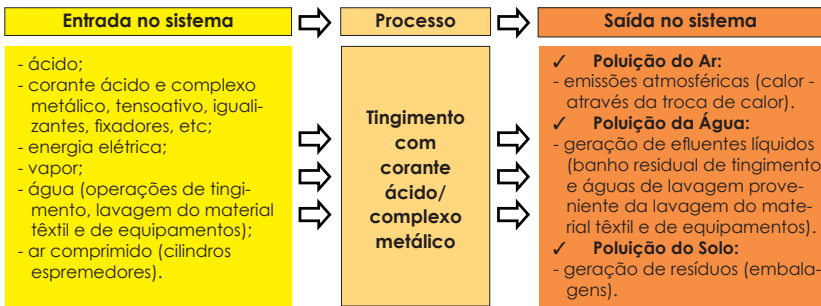 Entrada no sistema
- ácido;
- corante ácido e complexo
metálico, tensoativo, iguali-
zantes, fixadores, etc;
- energia elétrica;
- vapor;
- água (operações de tingi-
mento, lavagem do material
têxtil e de equipamentos);
- ar comprimido (cilindros
espremedores).
Processo
Tingimento
com
corante
ácido/
complexo
metálico
Saída no sistema
✓ Poluição do Ar:
- emissões atmosféricas (calor -
através da troca de calor).
✓ Poluição da Água:
- geração de efluentes líquidos
(banho residual de tingimento
e águas de lavagem prove-
niente da lavagem do mate-
rial têxtil e de equipamentos).
✓ Poluição do Solo:
- geração de resíduos (embala-
gens).